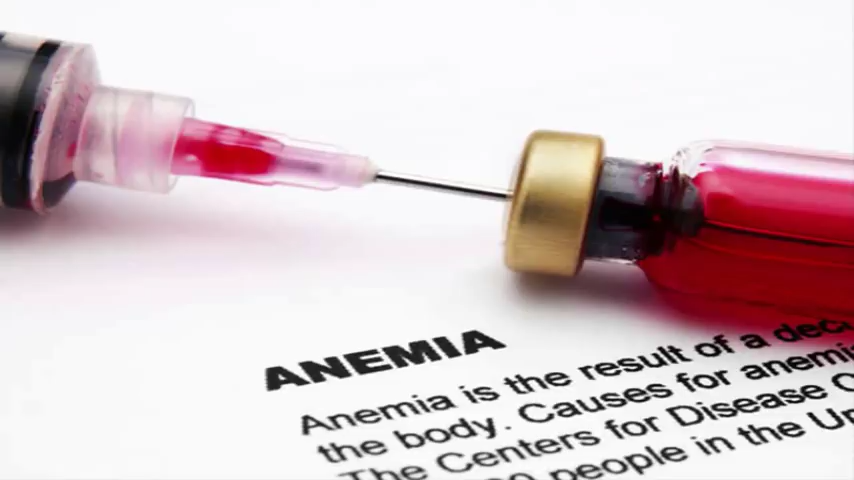 ANEMIA
Anemia is the result of a
the body. Causes for
The Centers for Disease
people in the